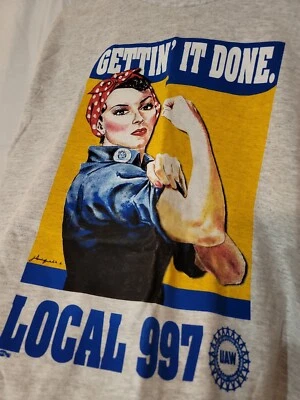 GETTIN' IT DONE.
LOCAL 997
UAW